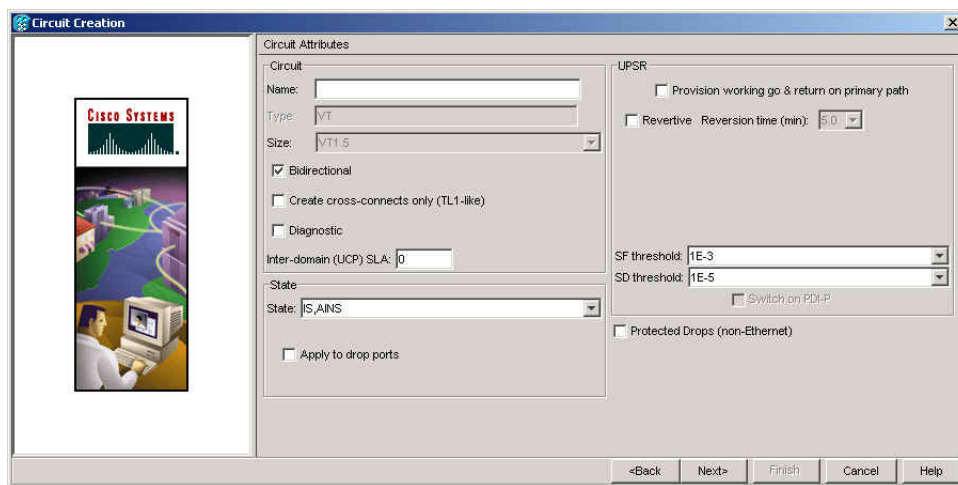 Circuit Creation
CISCO SYSTEMS
Circuit Attributes
Circuit
Name:
Type: VT
Size: VT1.5
Bidirectional
Create cross-connects only (TL1-like)
Diagnostic
Inter-domain (UCP) SLA: 0
State
State: IS,AINS
Apply to drop ports
UPSR
Provision working go & return on primary path
Revertive Reversion time (min): 5.0
SF threshold: 1E-3
SD threshold: 1E-5
Switch on PDI-P
Protected Drops (non-Ethernet)
<Back Next> Finish Cancel Help